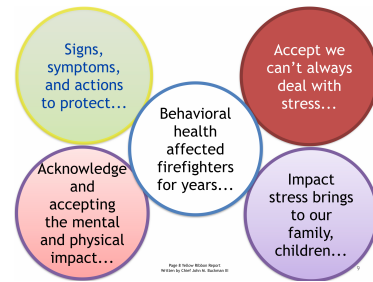 Signs,
symptoms,
and actions
to protect...
Accept we
can't always
deal with
stress...
Behavioral
health
affected
firefighters
for years...
Acknowledge
and
accepting
the mental
and physical
impact...
Impact
stress brings
to our
family,
children...
Page 8 Yellow Ribbon Report
Written by Chief John M. Buckman III
9